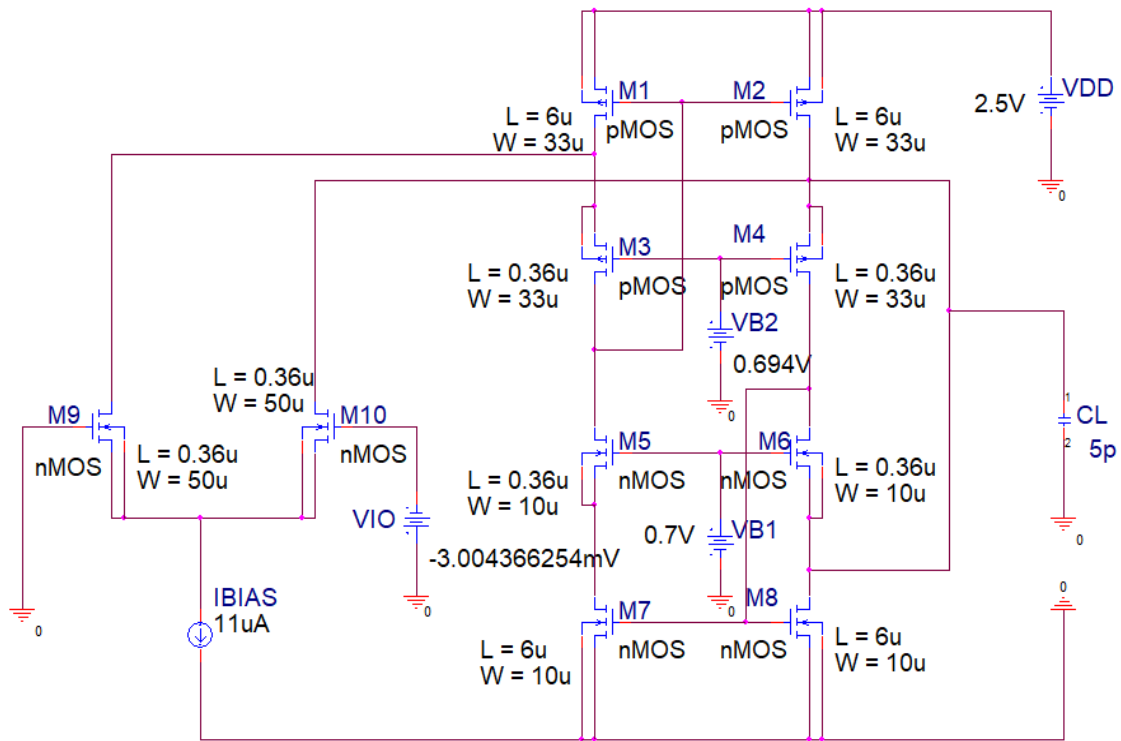 M1
L = 6u
W = 33u
pMOS
M2
pMOS
L = 6u
W = 33u
2.5V
VDD
0
M3
L = 0.36u
W = 33u
pMOS
M4
pMOS
L = 0.36u
W = 33u
VB2
0.694V
0
L = 0.36u
W = 50u
M9
nMOS
L = 0.36u
W = 50u
M10
nMOS
M5
L = 0.36u
W = 10u
nMOS
M6
nMOS
L = 0.36u
W = 10u
1
CL
2
5p
0
VIO
-3.004366254mV
0
0.7V
VB1
0
0
IBIAS
11uA
M7
L = 6u
W = 10u
nMOS
M8
nMOS
L = 6u
W = 10u
0